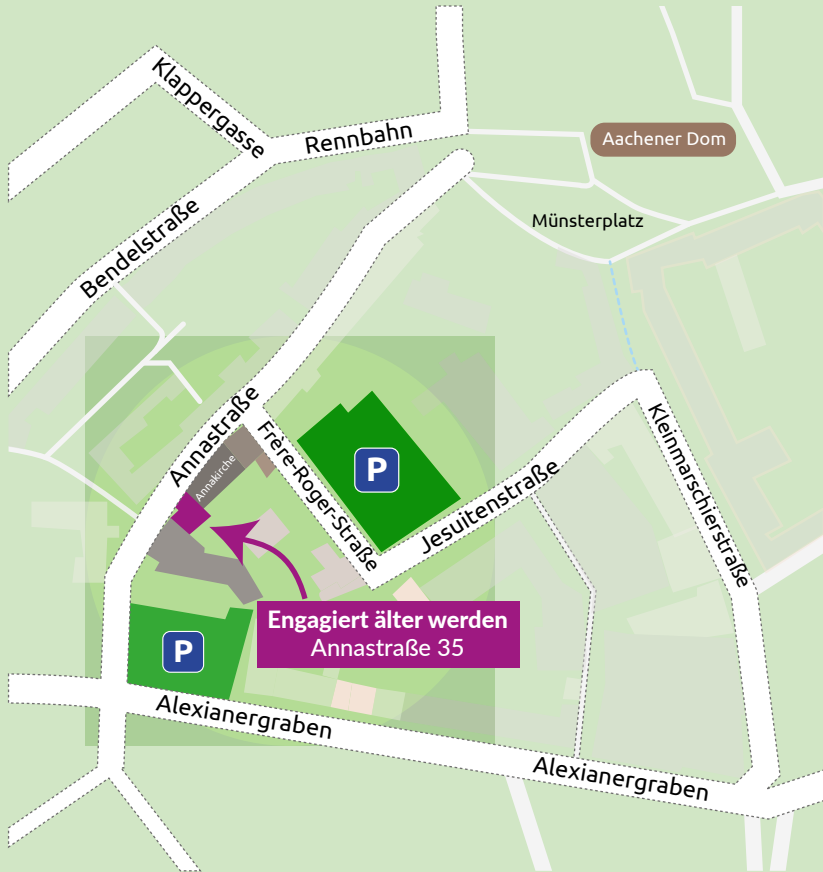 Klappergasse
Rennbahn
Aachener Dom
Münsterplatz
Bendelstraße
Annastraße
Annakirche
Frère-Roger-Straße
P
Jesuitenstraße
Kleinmarschierstraße
Engagiert älter werden
Annastraße 35
P
Alexianergraben
Alexianergraben